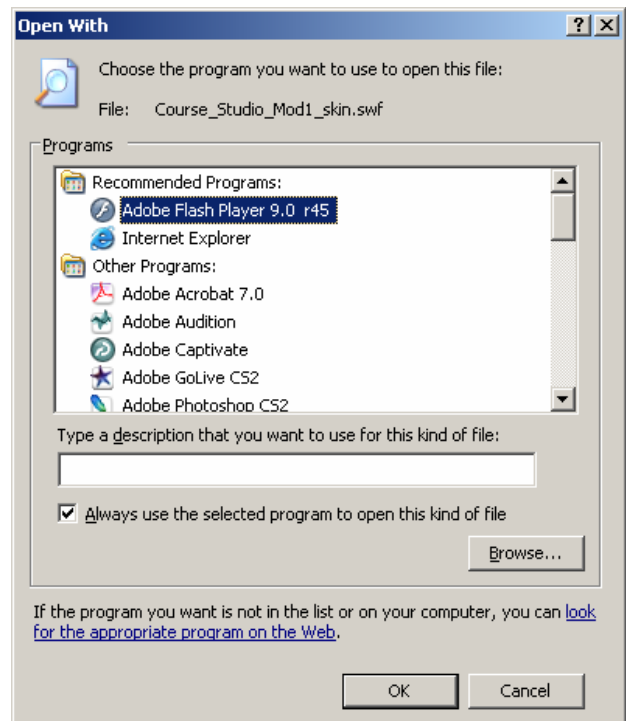 Open With
Choose the program you want to use to open this file:
File: Course_Studio_Mod1_skin.swf
Programs
Recommended Programs:
Adobe Flash Player 9.0 r45
Internet Explorer
Other Programs:
Adobe Acrobat 7.0
Adobe Audition
Adobe Captivate
Adobe GoLive CS2
Adobe Photoshop CS2
Type a description that you want to use for this kind of file:
Always use the selected program to open this kind of file
Browse...
If the program you want is not in the list or on your computer, you can look
for the appropriate program on the Web.
OK
Cancel